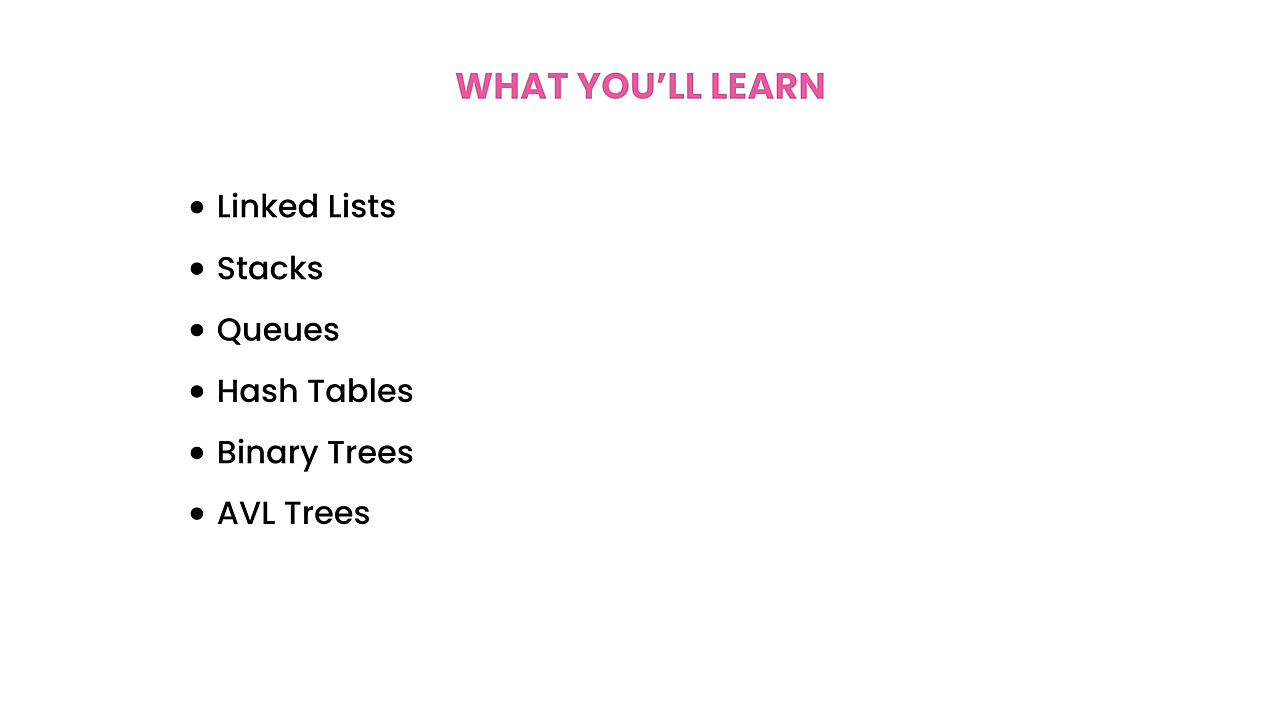 WHAT YOU’LL LEARN
• Linked Lists
• Stacks
• Queues
• Hash Tables
• Binary Trees
• AVL Trees